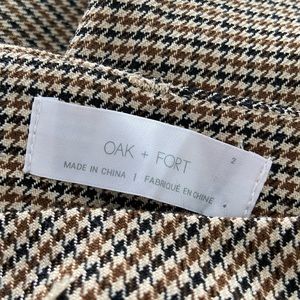 OAK + FORT
2
MADE IN CHINA | FABRIQUÉ EN CHINE